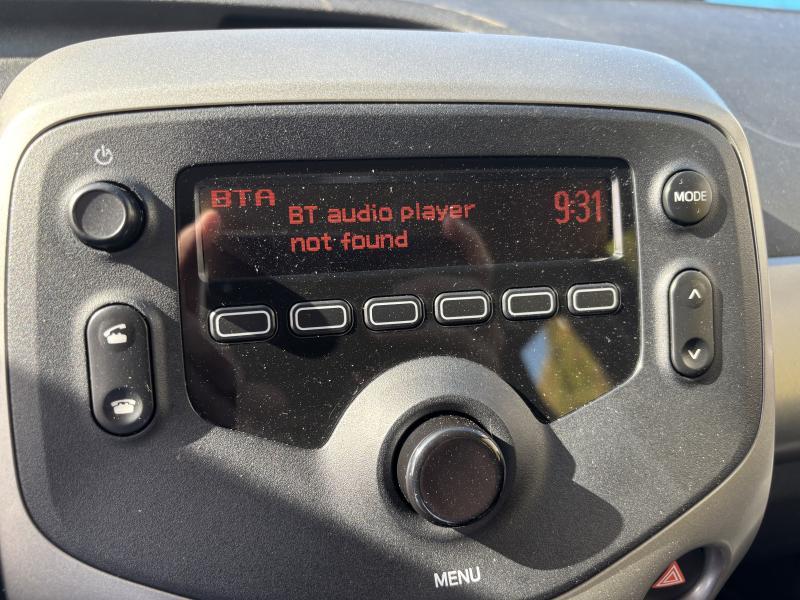 BTA
BT audio player
not found
9:31
MODE
MENU